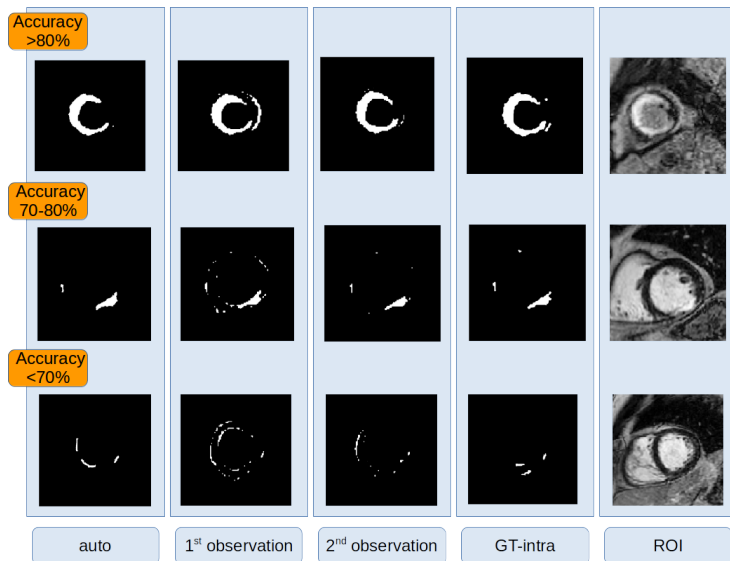 Accuracy
>80%
Accuracy
70-80%
Accuracy
<70%
auto
1st observation
2nd observation
GT-intra
ROI